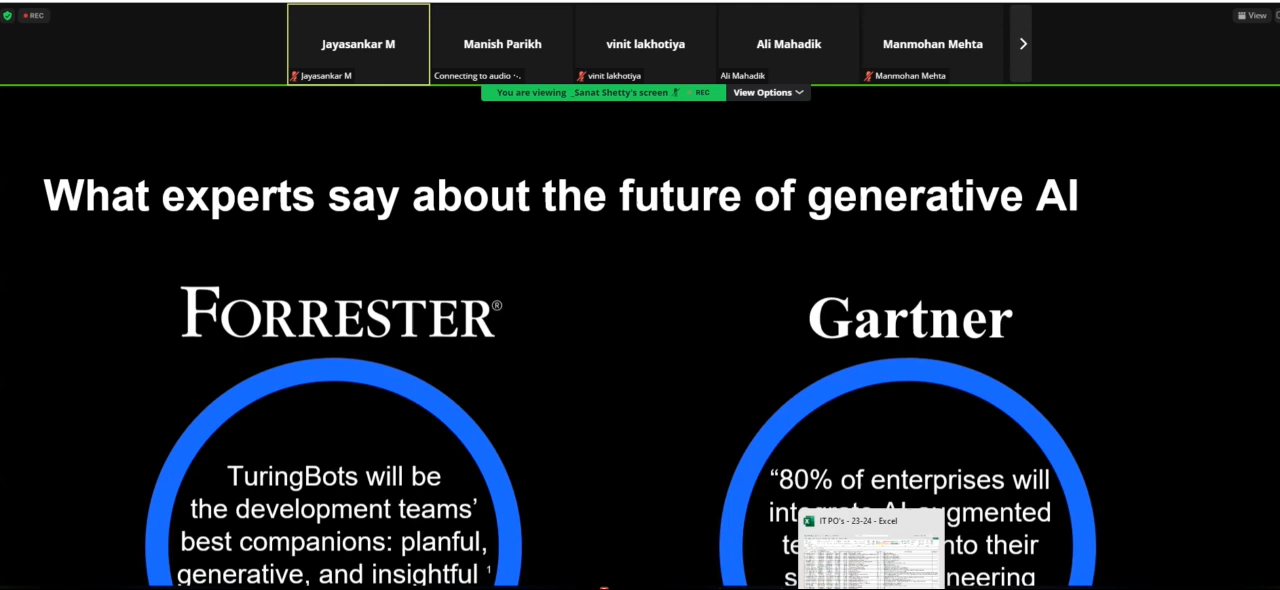 REC
View
Jayasankar M
Manish Parikh
vinit lakhotiya
Ali Mahadik
Manmohan Mehta
Jayasankar M
Connecting to audio
vinit lakhotiya
Ali Mahadik
Manmohan Mehta
You are viewing _Sanat Shetty's screen
REC
View Options
What experts say about the future of generative AI
FORRESTER®
Gartner
TuringBots will be
the development teams’
best companions: planful,
generative, and insightful 1
“80% of enterprises will
augmented
into their
IT PO's - 23-24 - Excel